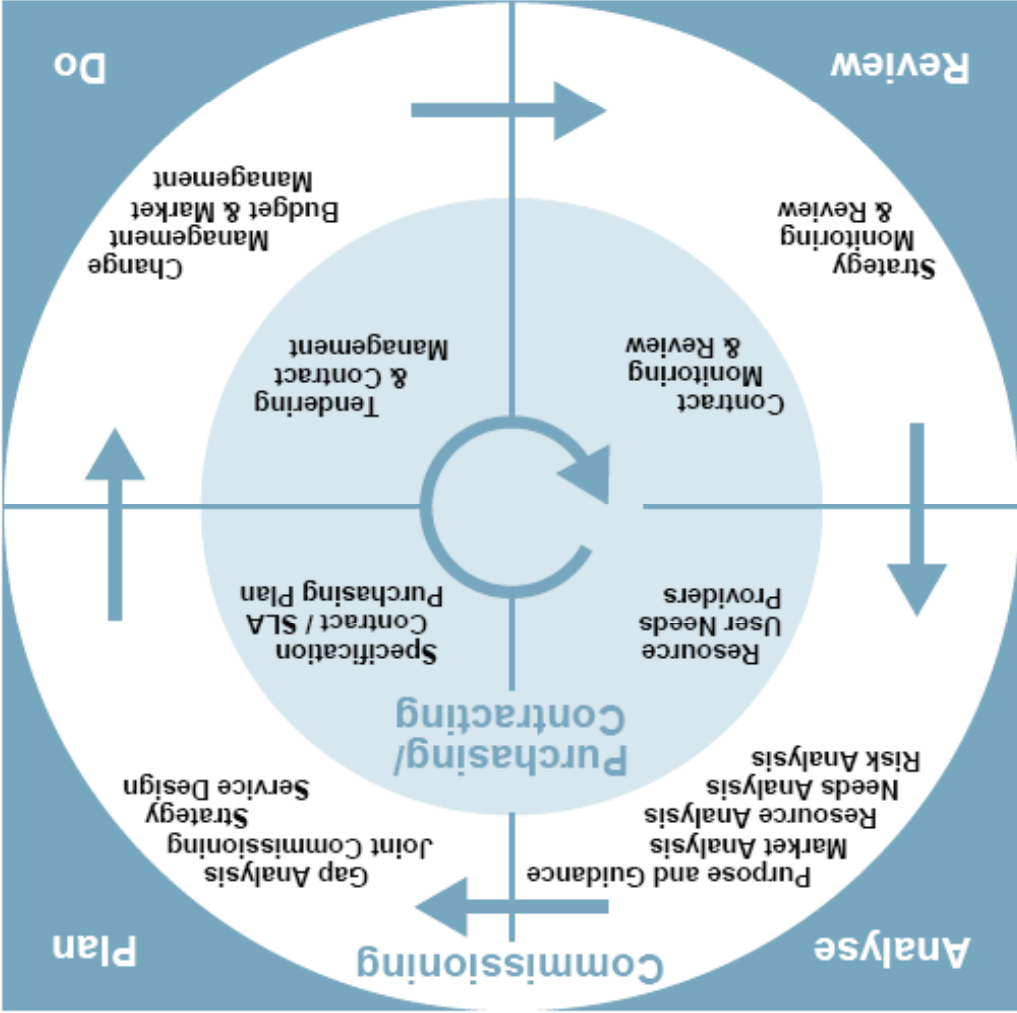 Commissioning
Analyse
Purpose and Guidance
Market Analysis
Resource Analysis
Needs Analysis
Risk Analysis
Plan
Gap Analysis
Joint Commissioning
Strategy
Service Design
Purchasing/
Contracting
Resource
User Needs
Providers
Specification
Contract / SLA
Purchasing Plan
Contract
Monitoring
& Review
Tendering
& Contract
Management
Strategy
Monitoring
& Review
Change
Management
Budget & Market
Management
Review
Do